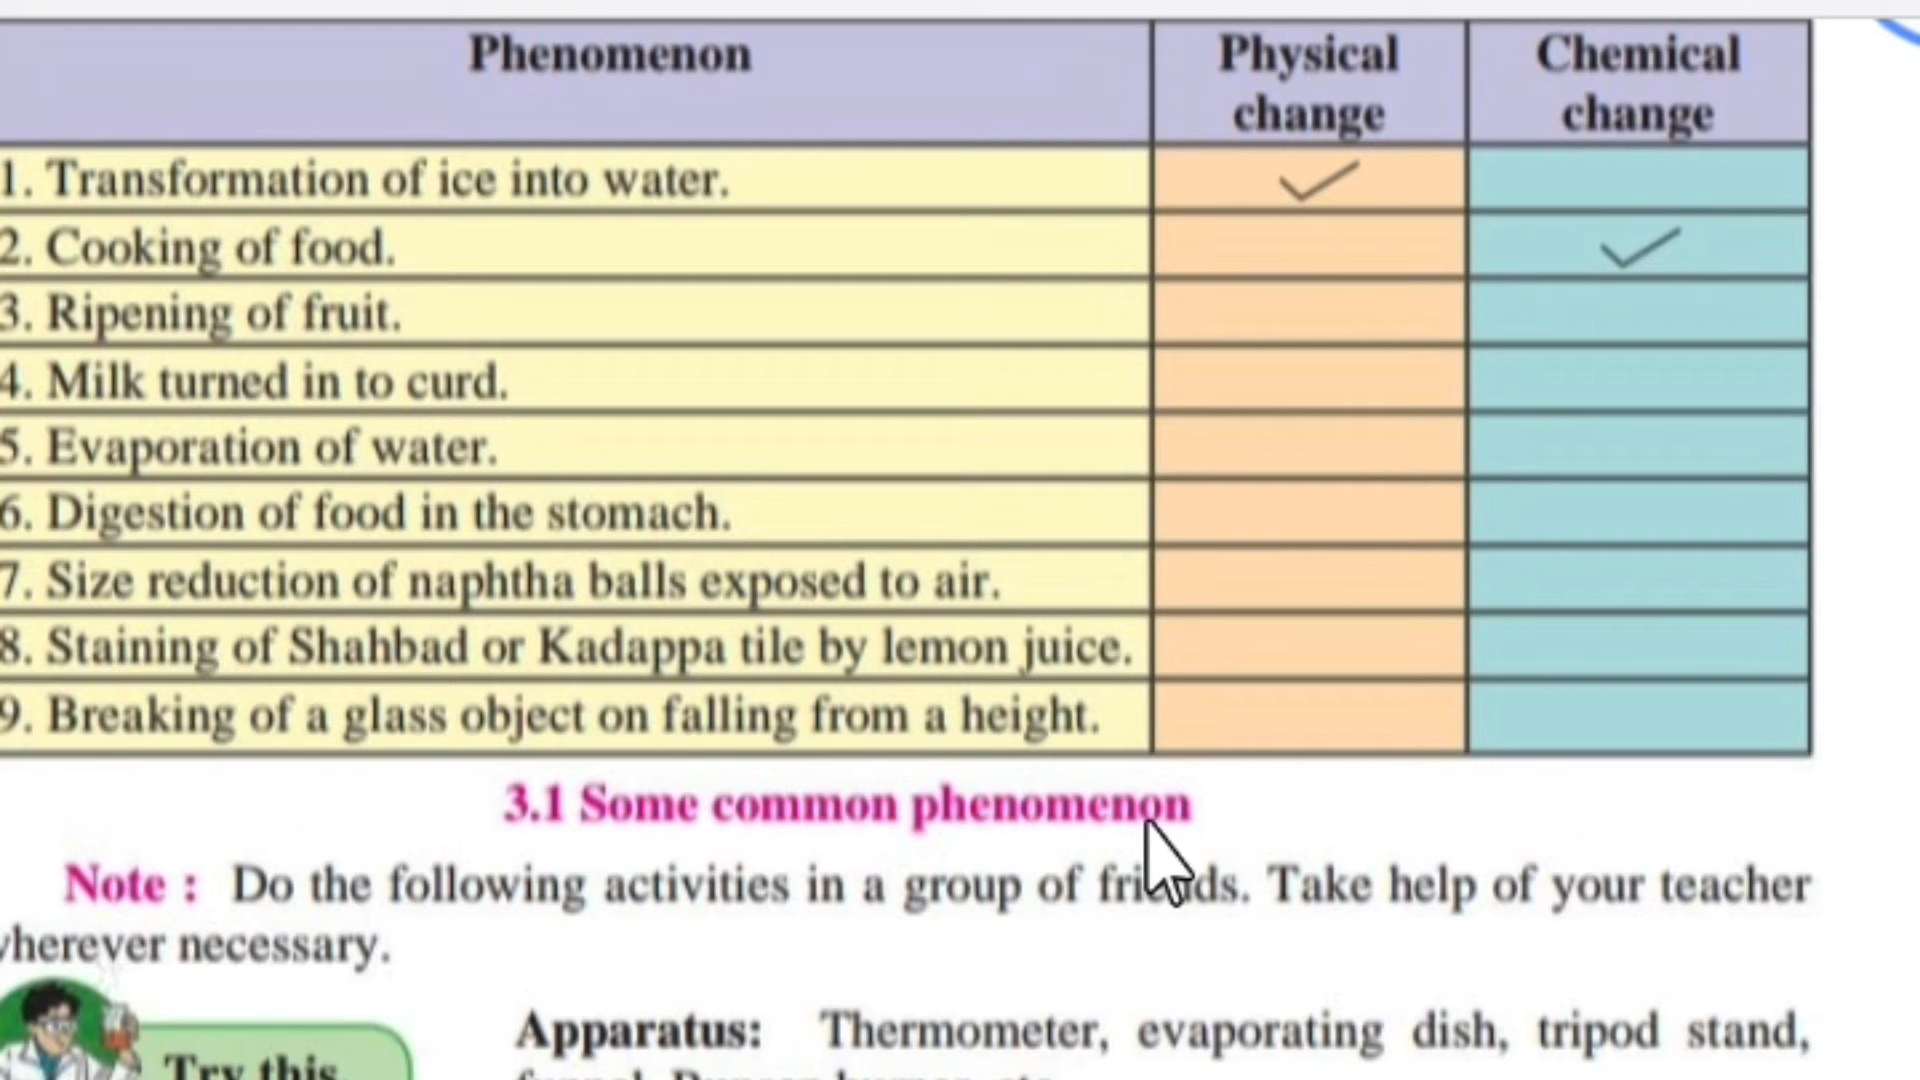 Phenomenon
Physical change
Chemical change
1. Transformation of ice into water.
2. Cooking of food.
3. Ripening of fruit.
4. Milk turned in to curd.
5. Evaporation of water.
6. Digestion of food in the stomach.
7. Size reduction of naphtha balls exposed to air.
8. Staining of Shahbad or Kadappa tile by lemon juice.
9. Breaking of a glass object on falling from a height.
3.1 Some common phenomenon
Note : Do the following activities in a group of friends. Take help of your teacher
wherever necessary.
Try this
Apparatus: Thermometer, evaporating dish, tripod stand,